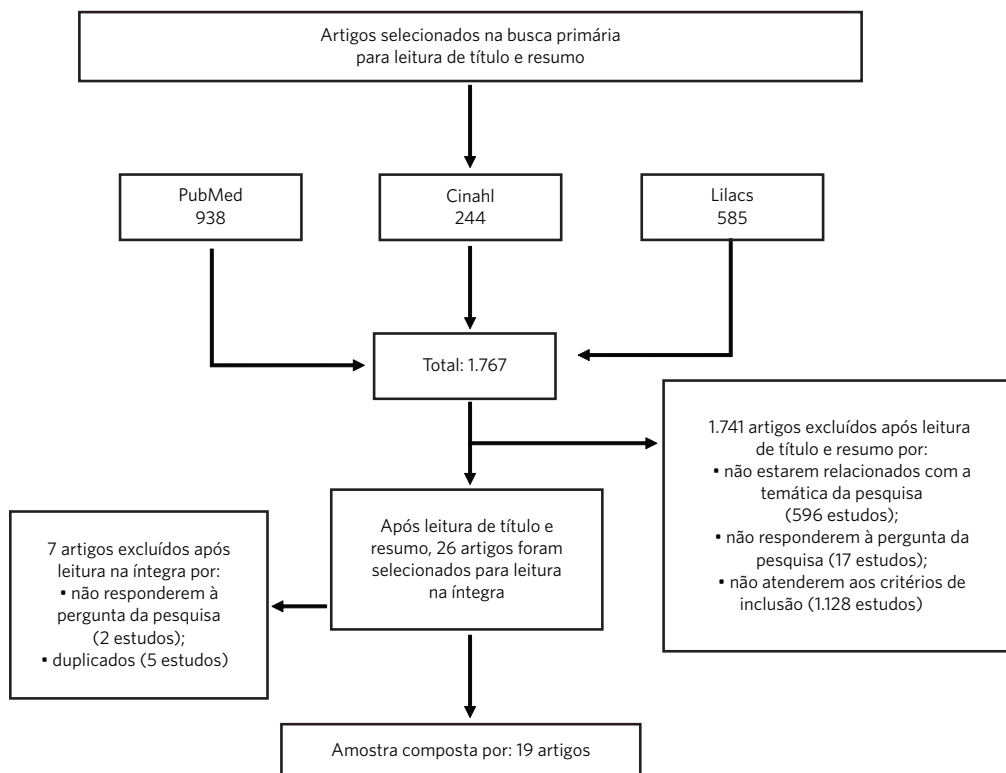 Artigos selecionados na busca primária
para leitura de título e resumo
PubMed
938
Cinahl
244
Lilacs
585
Total: 1.767
1.741 artigos excluídos após leitura
de título e resumo por:
• não estarem relacionados com a
temática da pesquisa
(596 estudos);
• não responderem à pergunta da
pesquisa (17 estudos);
• não atenderem aos critérios de
inclusão (1.128 estudos)
Após leitura de título e
resumo, 26 artigos foram
selecionados para leitura
na íntegra
7 artigos excluídos após
leitura na íntegra por:
• não responderem à
pergunta da pesquisa
(2 estudos);
• duplicados (5 estudos)
Amostra composta por: 19 artigos